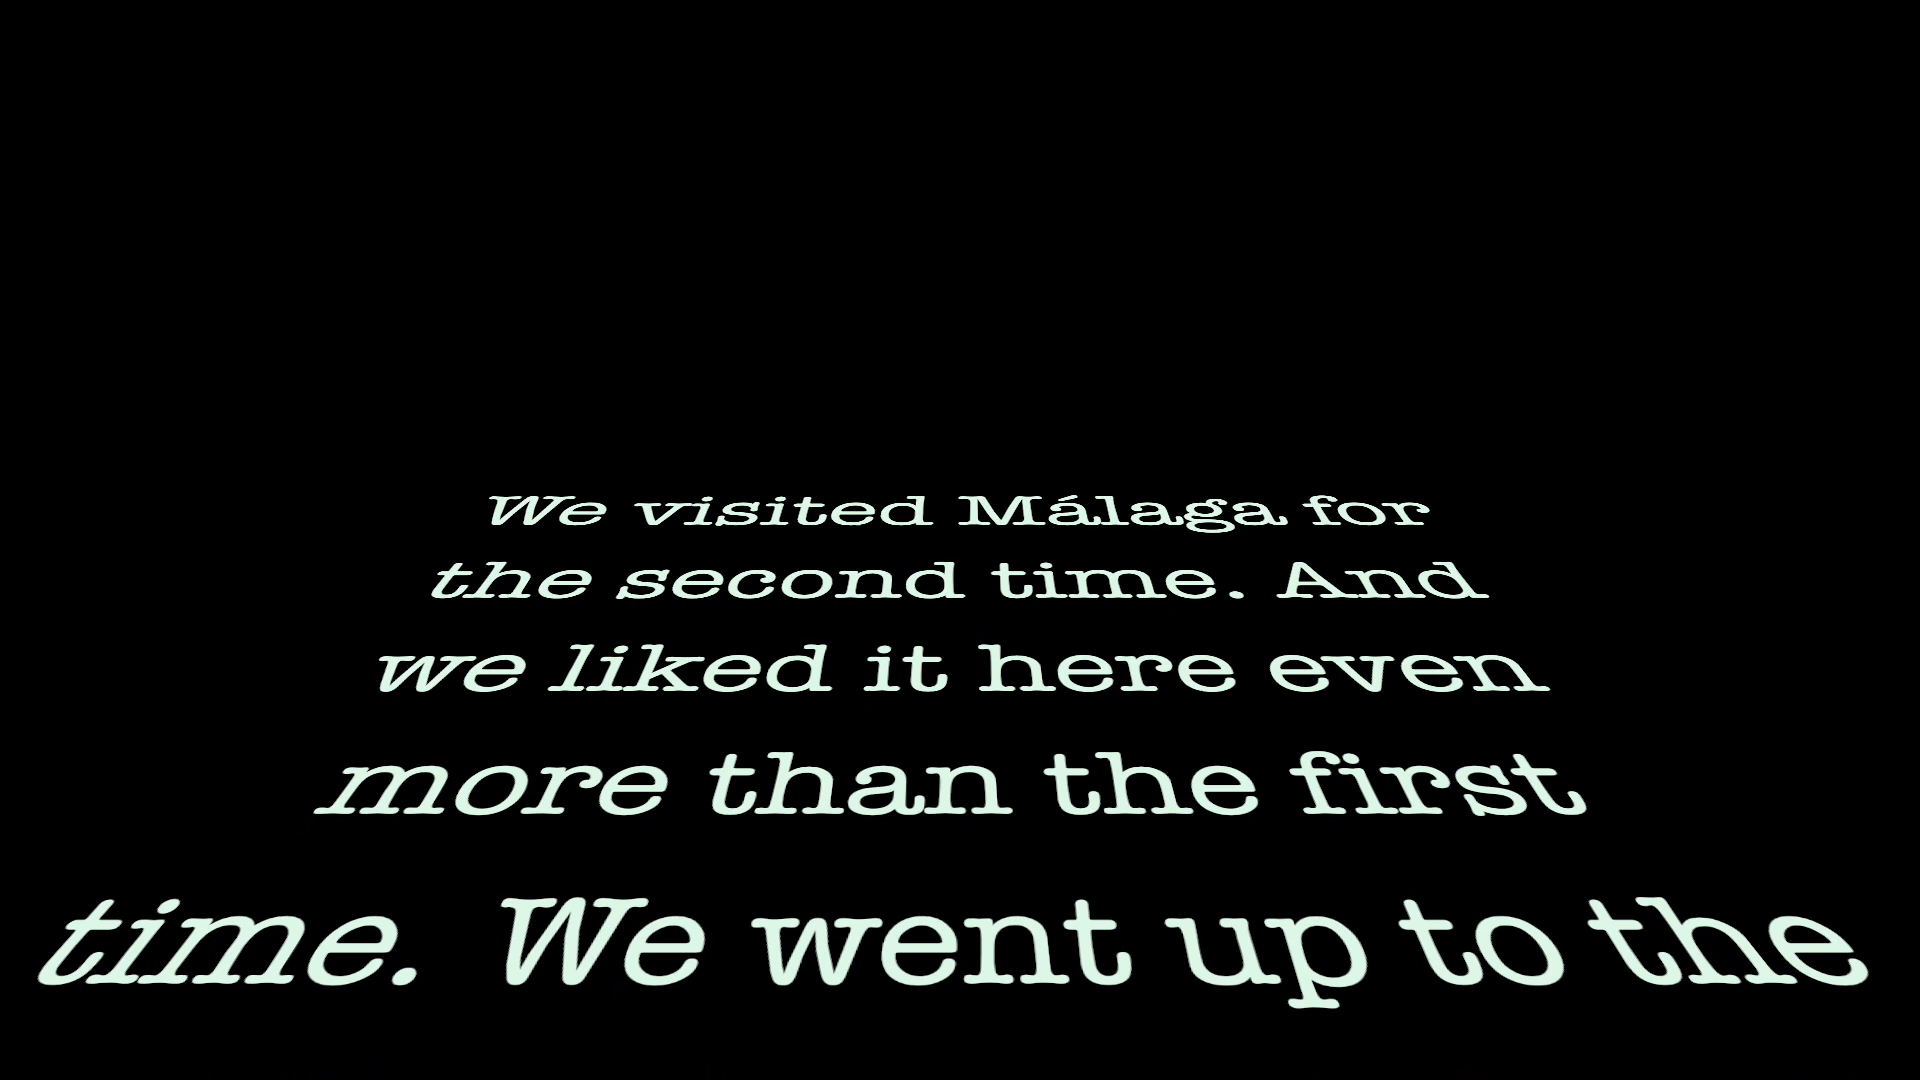 We visited Málaga for
the second time. And
we liked it here even
more than the first
time. We went up to the